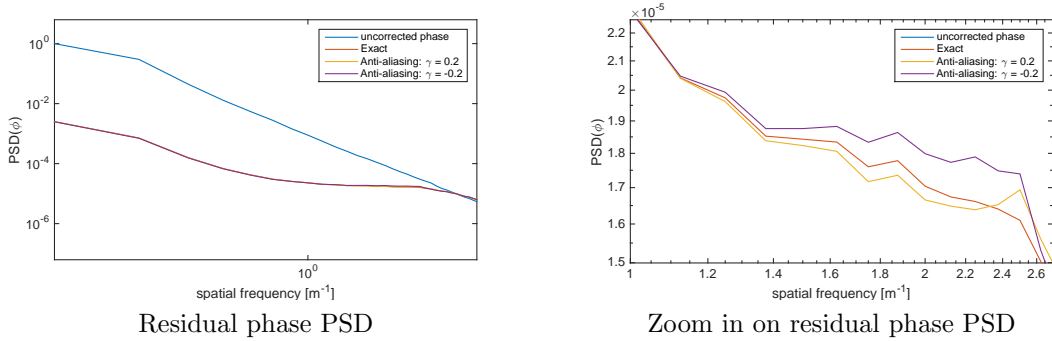 10^0
10^-2
10^-4
10^-6
PSD(ϕ)
10^0
spatial frequency [m^-1]
uncorrected phase
Exact
Anti-aliasing: γ = 0.2
Anti-aliasing: γ = -0.2
Residual phase PSD
×10^-5
2.2
2.1
2
1.9
1.8
1.7
1.6
1.5
PSD(ϕ)
1
1.2
1.4
1.6
1.8
2
2.2
2.4
2.6
spatial frequency [m^-1]
uncorrected phase
Exact
Anti-aliasing: γ = 0.2
Anti-aliasing: γ = -0.2
Zoom in on residual phase PSD